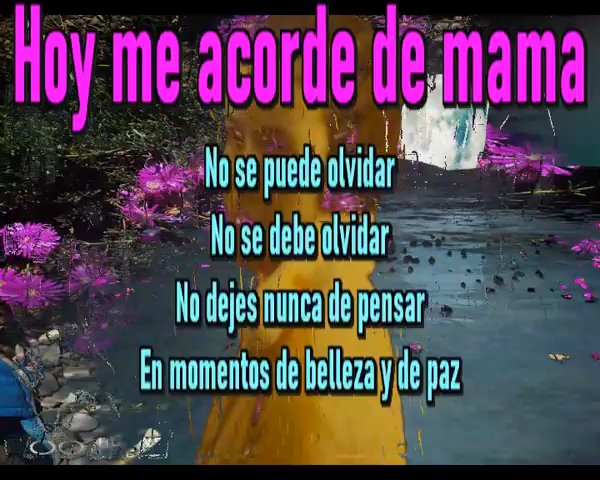 Hoy me acorde de mama
No se puede olvidar
No se debe olvidar
No dejes nunca de pensar
En momentos de belleza y de paz